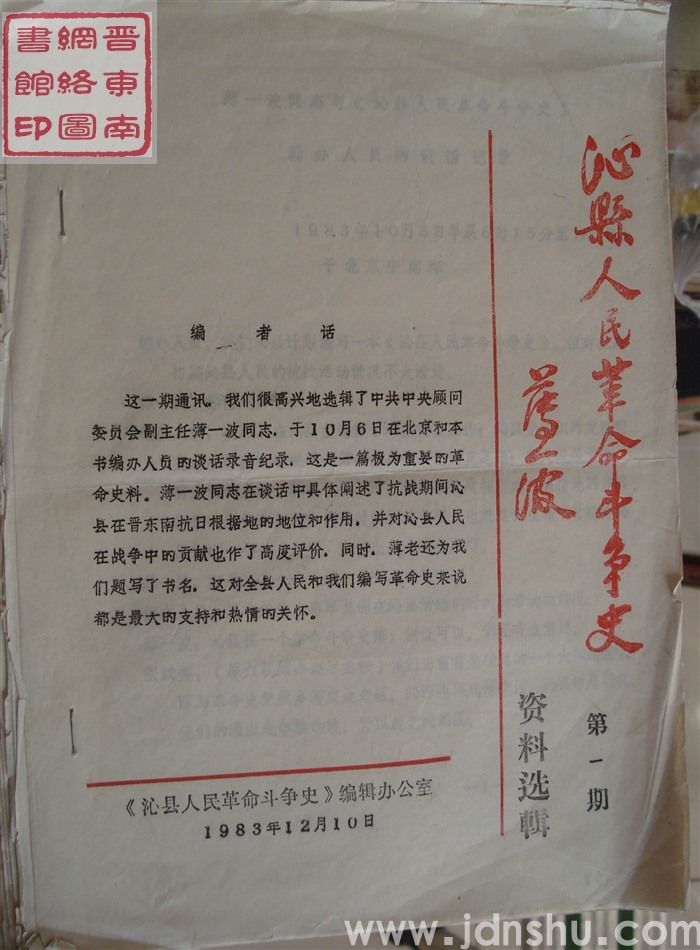 晋东南
网络图
书馆印
沁縣人民革命斗争史
薄一波
资料选輯
第一期
编者话
这一期通讯，我们很高兴地选辑了中共中央顾问
委员会副主任薄一波同志，于10月6日在北京和本
书编办人员的谈话录音纪录，这是一篇极为重要的革
命史料。薄一波同志在谈话中具体阐述了抗战期间沁
县在晋东南抗日根据地的地位和作用，并对沁县人民
在战争中的贡献也作了高度评价，同时，薄老还为我
们题写了书名，这对全县人民和我们编写革命史来说
都是最大的支持和热情的关怀。
《沁县人民革命斗争史》编辑办公室
1983年12月10日
www.jdnshu.com